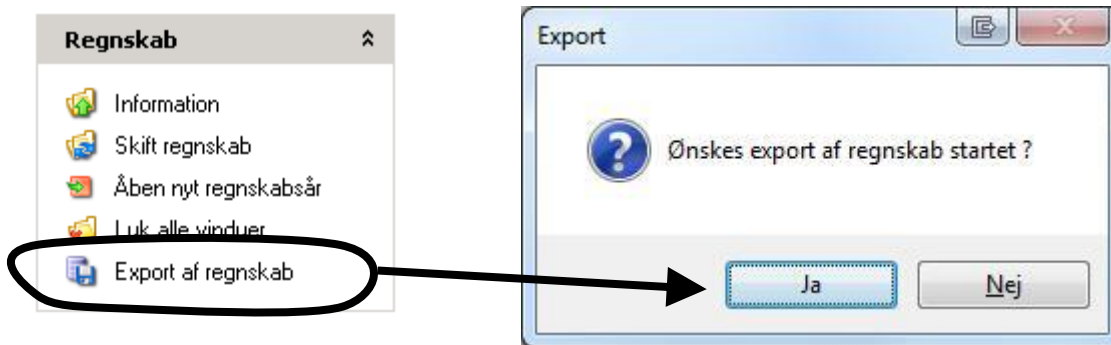 Regnskab
Information
Skift regnskab
Åben nyt regnskabsår
Luk alle vinduer
Export af regnskab
Export
Ønskes export af regnskab startet ?
Ja
Nej